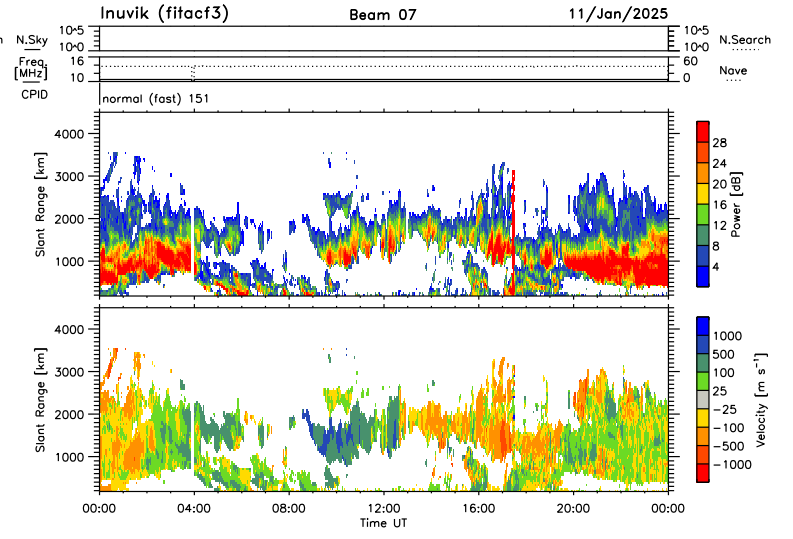 Inuvik (fitacf3) Beam 07 11/Jan/2025
N.Sky 10^5 10^5 N.Search
10^0 10^0
Freq. 16 60
[MHz] 10 0 Nave
CPID normal (fast) 151
4000
3000
2000
1000
Slant Range [km]
28
24
20
16
12
8
4
Power [dB]
4000
3000
2000
1000
Slant Range [km]
1000
500
100
25
−25
−100
−500
−1000
Velocity [m s⁻¹]
00:00 04:00 08:00 12:00 16:00 20:00 00:00
Time UT